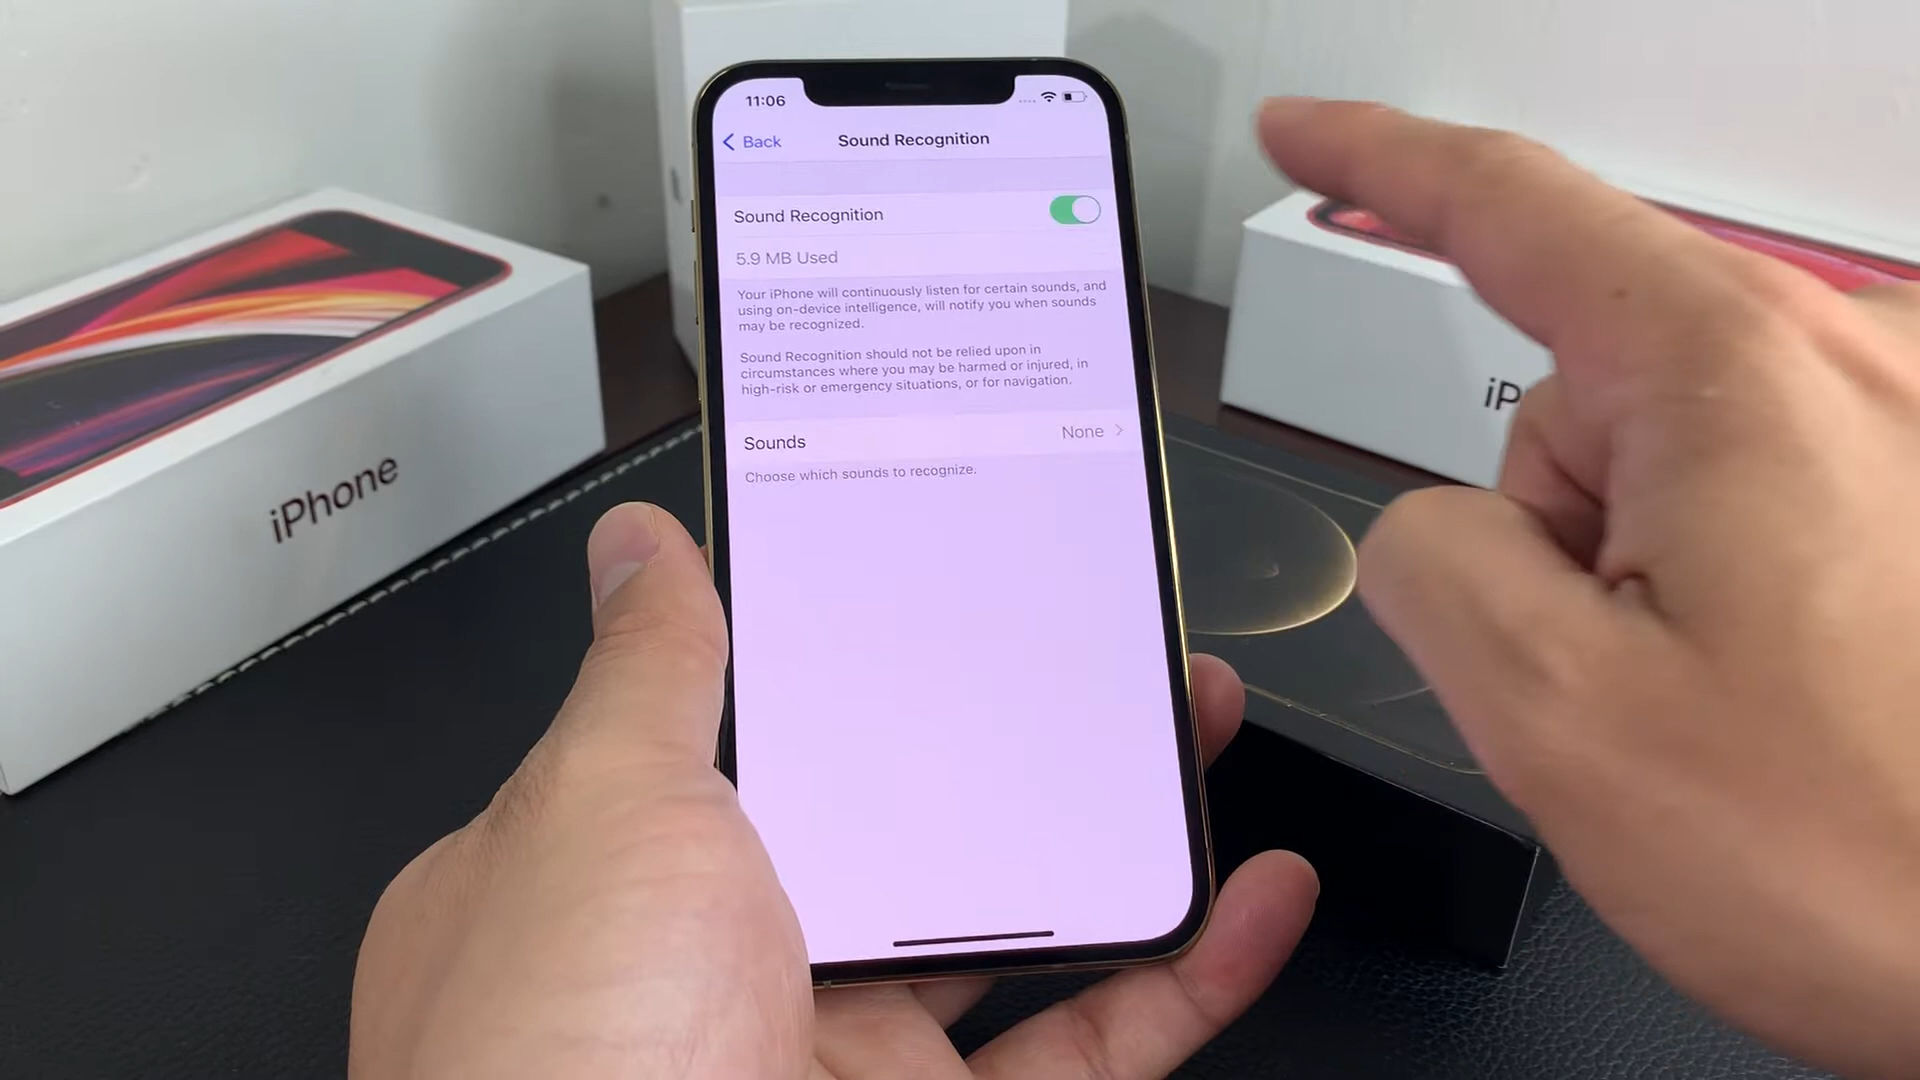 11:06
Back
Sound Recognition
Sound Recognition
5.9 MB Used
Your iPhone will continuously listen for certain sounds, and
using on-device intelligence, will notify you when sounds
may be recognized.
Sound Recognition should not be relied upon in
circumstances where you may be harmed or injured, in
high-risk or emergency situations, or for navigation.
Sounds
None
Choose which sounds to recognize.
iPhone
iP